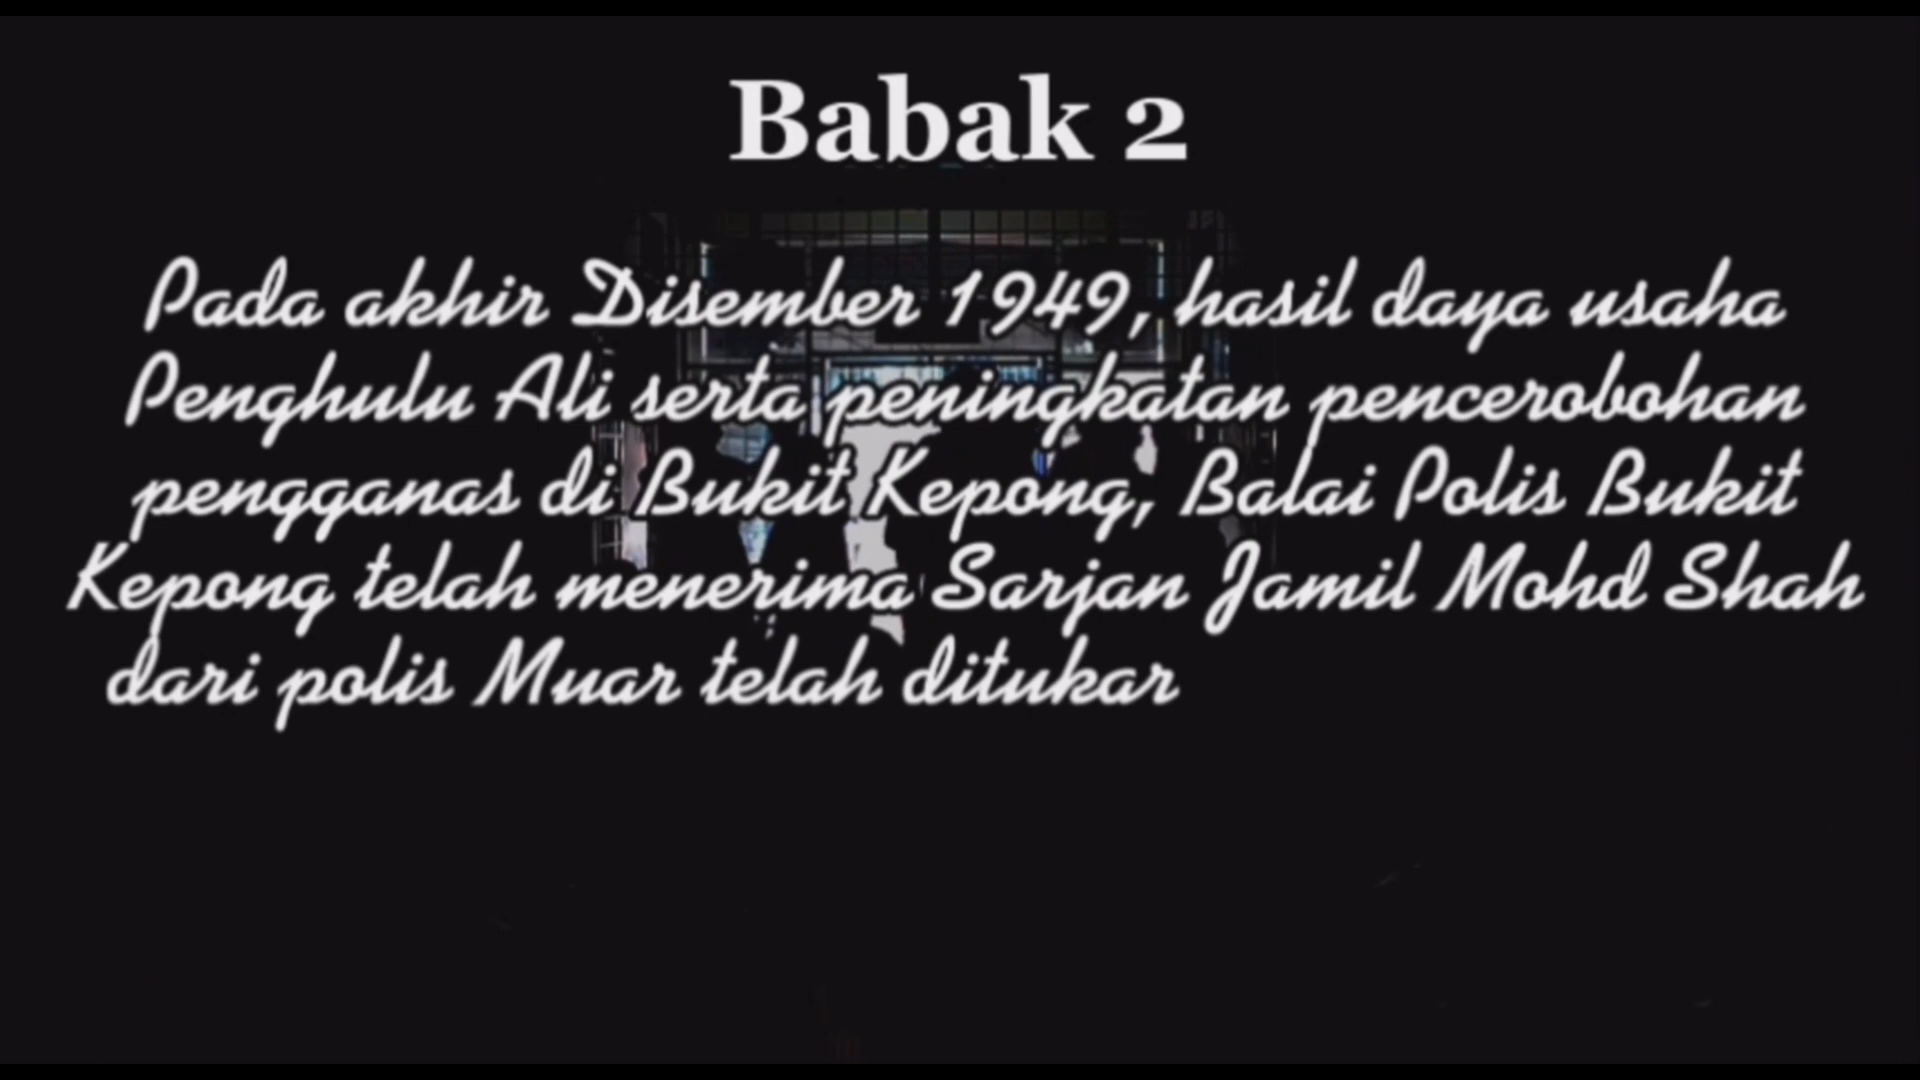 Babak 2
Pada akhir Disember 1949, hasil daya usaha
Penghulu Ali serta peningkatan pencerobohan
pengganas di Bukit Kepong, Balai Polis Bukit
Kepong telah menerima Sarjan Jamil Mohd Shah
dari polis Muar telah ditukar